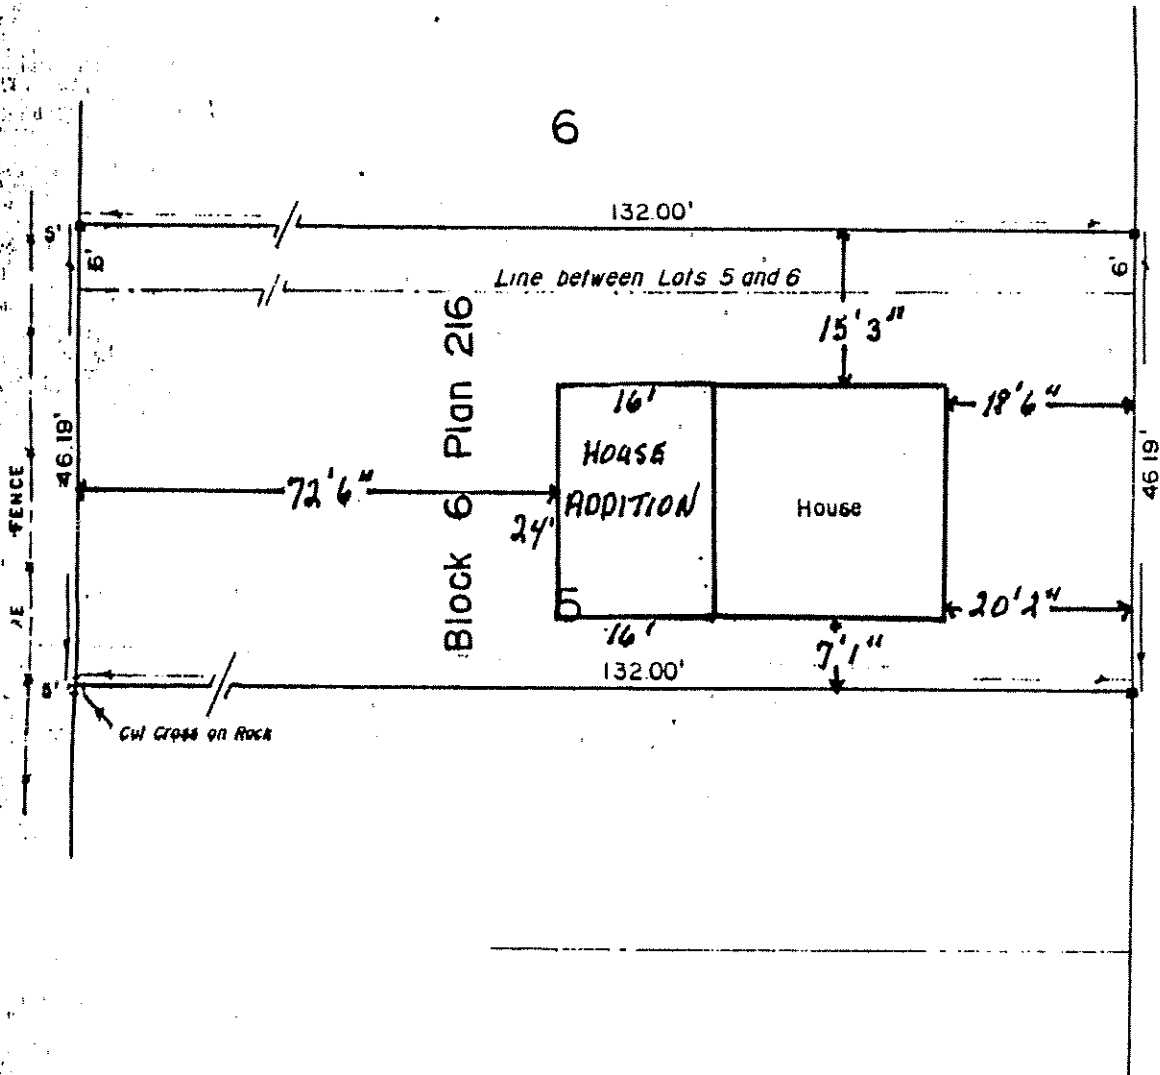 6
132.00'
5'
6'
6'
Line between Lots 5 and 6
15'3"
Block 6 Plan 216
16'
18'6"
46.19'
46 19'
FENCE
HOUSE
ADDITION
72'6"
House
24'
5
20'2"
16'
7'1"
132.00'
5'
Cut Cross on Rock